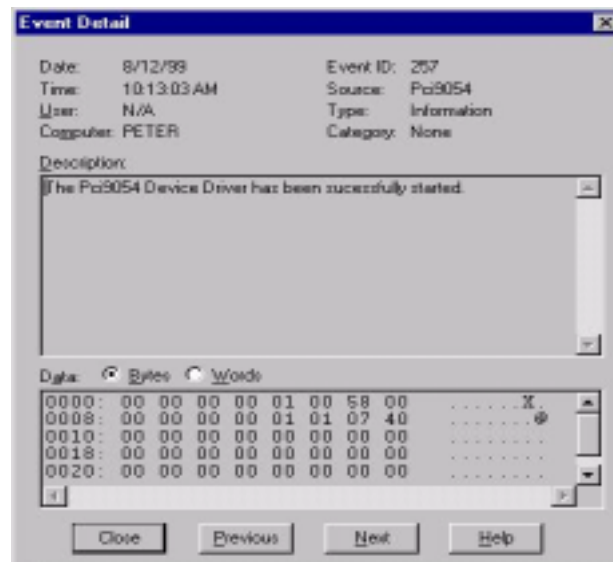 Event Detail
Date: 8/12/99 Event ID: 257
Time: 10:13:03 AM Source: Pci9054
User: N/A Type: Information
Computer: PETER Category: None
Description:
The Pci9054 Device Driver has been sucessfully started.
Data: Bytes Words
0000: 00 00 00 00 01 00 58 00 ......X.
0008: 00 00 00 00 01 01 07 40 .......@
0010: 00 00 00 00 00 00 00 00 ........
0018: 00 00 00 00 00 00 00 00 ........
0020: 00 00 00 00 00 00 00 00 ........
Close Previous Next Help